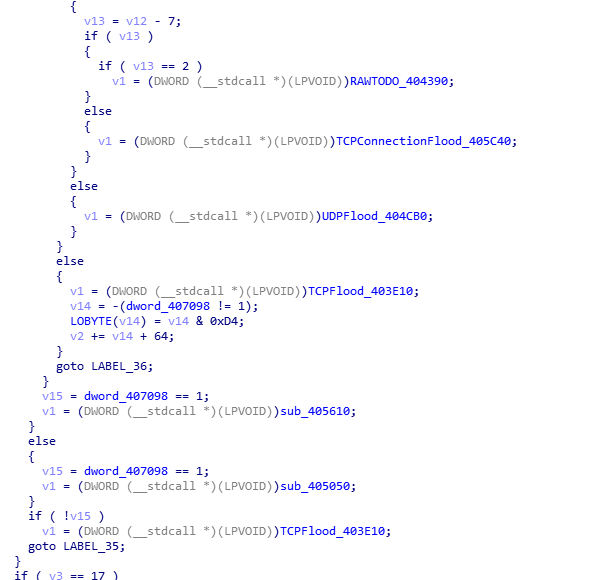 {
v13 = v12 - 7;
if ( v13 )
{
if ( v13 == 2 )
v1 = (DWORD (__stdcall *)(LPVOID))RAWTODO_404390;
}
else
{
v1 = (DWORD (__stdcall *)(LPVOID))TCPConnectionFlood_405C40;
}
}
else
{
v1 = (DWORD (__stdcall *)(LPVOID))UDPFlood_404CB0;
}
}
else
{
v1 = (DWORD (__stdcall *)(LPVOID))TCPFlood_403E10;
v14 = -(dword_407098 != 1);
LOBYTE(v14) = v14 & 0xD4;
v2 += v14 + 64;
}
goto LABEL_36;
}
v15 = dword_407098 == 1;
v1 = (DWORD (__stdcall *)(LPVOID))sub_405610;
}
else
{
v15 = dword_407098 == 1;
v1 = (DWORD (__stdcall *)(LPVOID))sub_405050;
}
if ( !v15 )
v1 = (DWORD (__stdcall *)(LPVOID))TCPFlood_403E10;
goto LABEL_35;
}
if ( v3 == 17 )